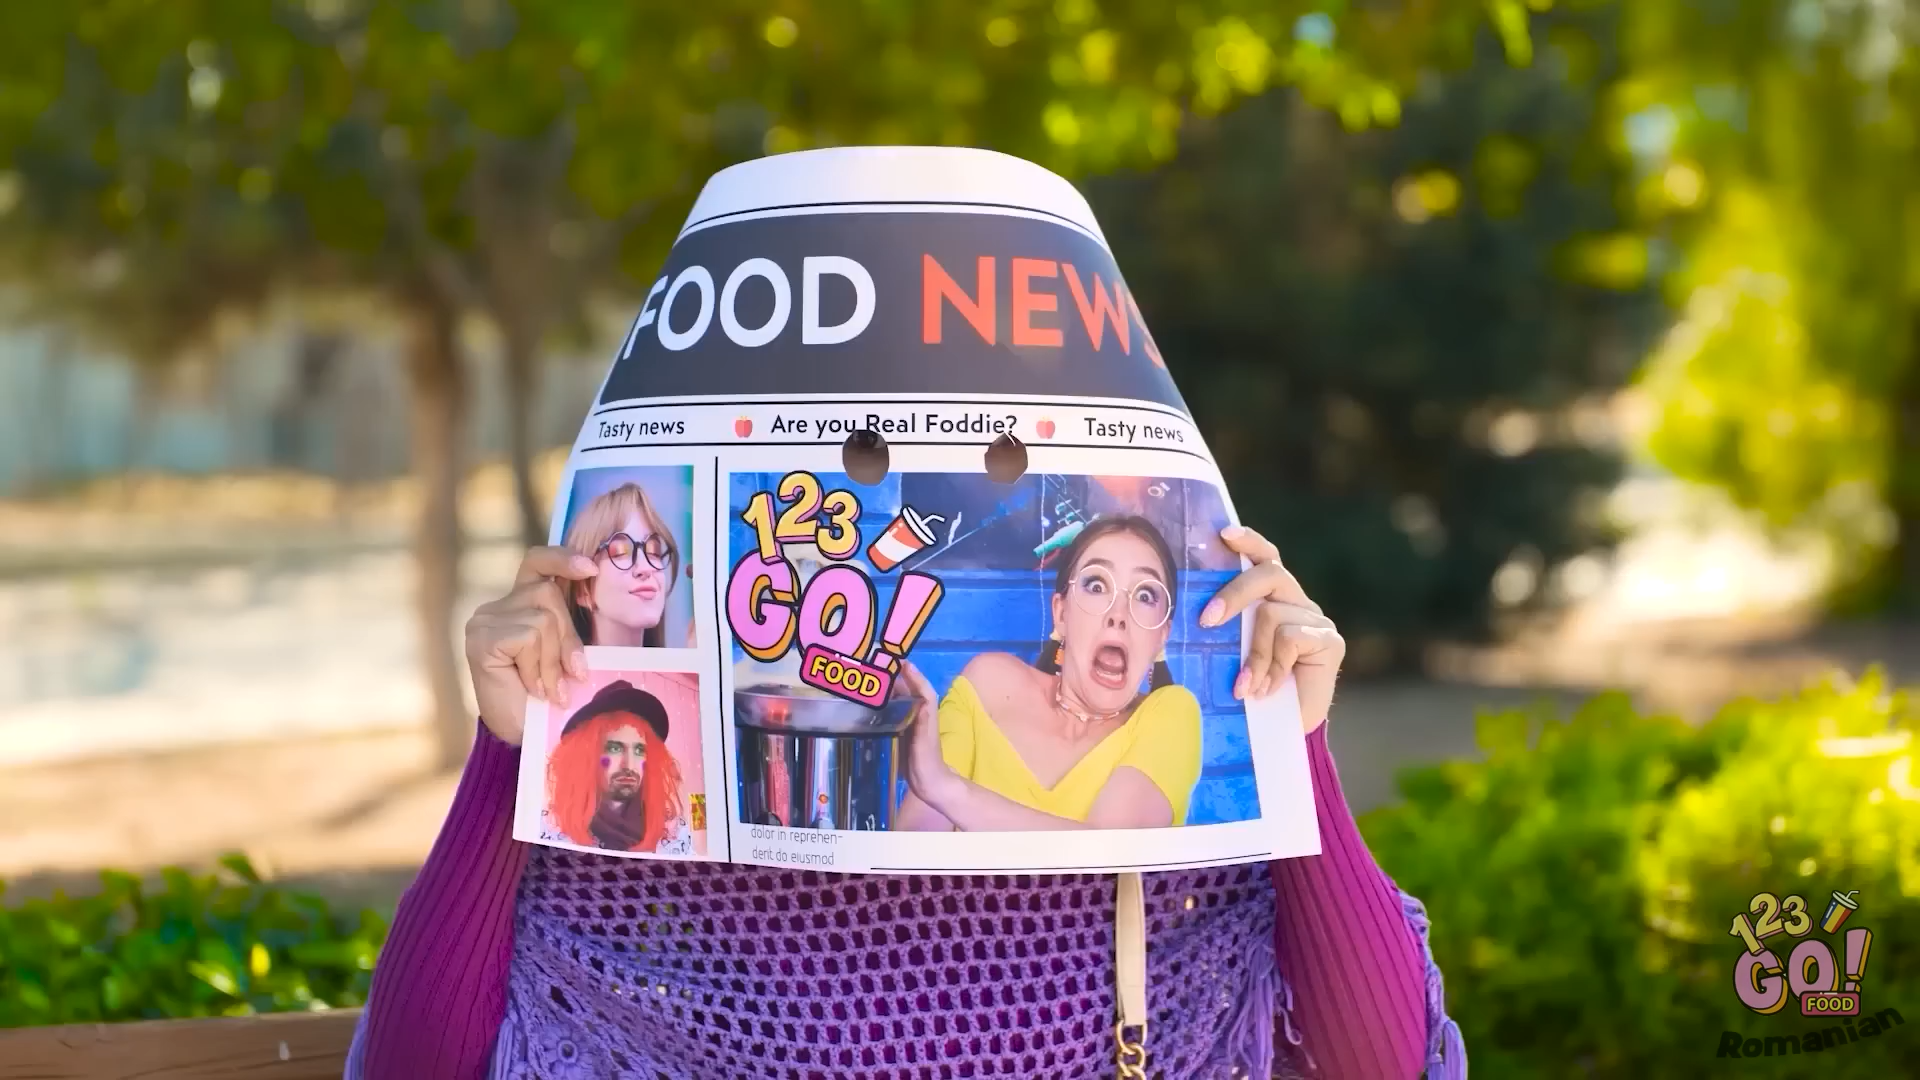 FOOD NEWS
Tasty news
Are you Real Foddie?
Tasty news
123
GO!
FOOD
dolor in reprehen-
derit do eiusmod
123
GO!
FOOD
Romanian